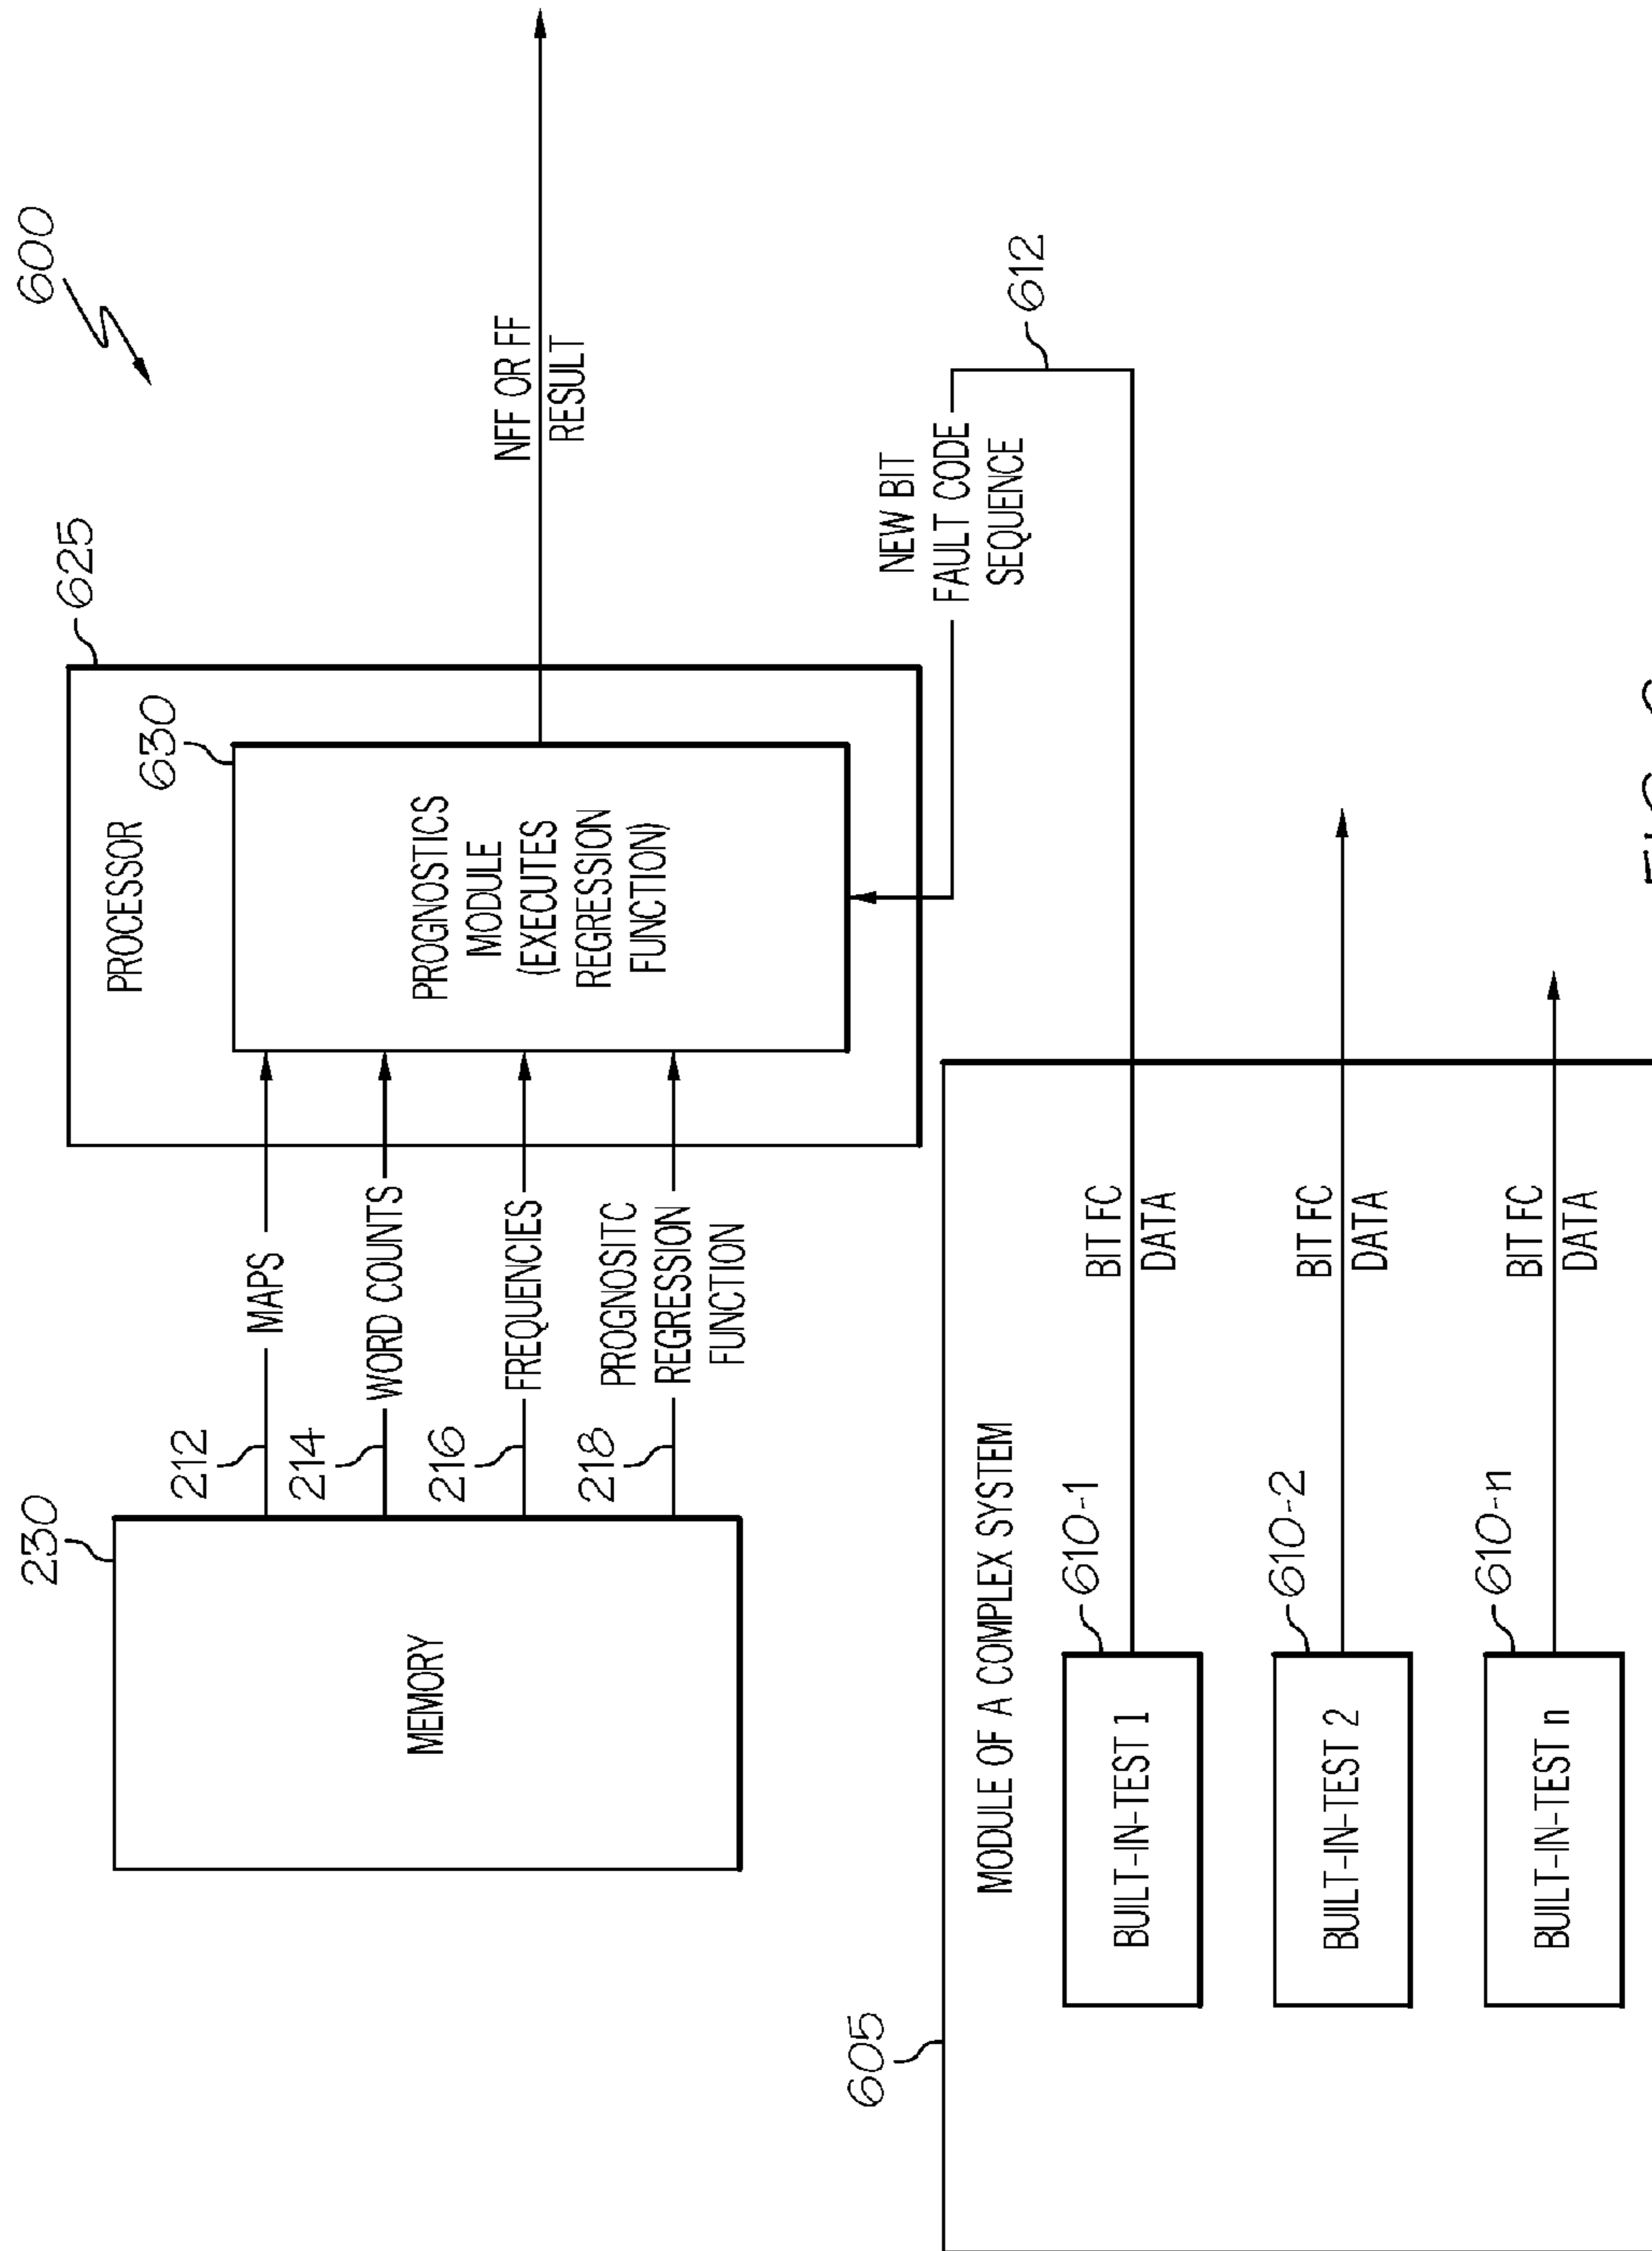 600
230
MEMORY
212
MAPS
214
WORD COUNTS
216
FREQUENCIES
218
PROGNOSITC
REGRESSION
FUNCTION
625
PROCESSOR
630
PROGNOSTICS
MODULE
(EXECUTES
REGRESSION
FUNCTION)
NFF OR FF
RESULT
NEW BIT
FAULT CODE
SEQUENCE
612
605
MODULE OF A COMPLEX SYSTEM
610-1
BUILT-IN-TEST 1
BIT FC
DATA
610-2
BUILT-IN-TEST 2
BIT FC
DATA
610-n
BUILT-IN-TEST n
BIT FC
DATA